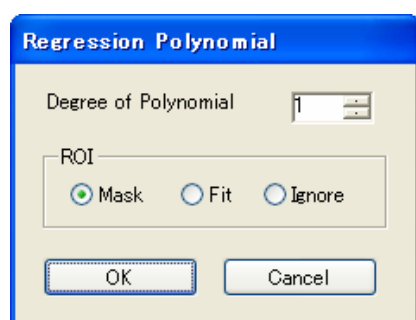 Regression Polynomial
Degree of Polynomial 1
ROI
Mask Fit Ignore
OK Cancel